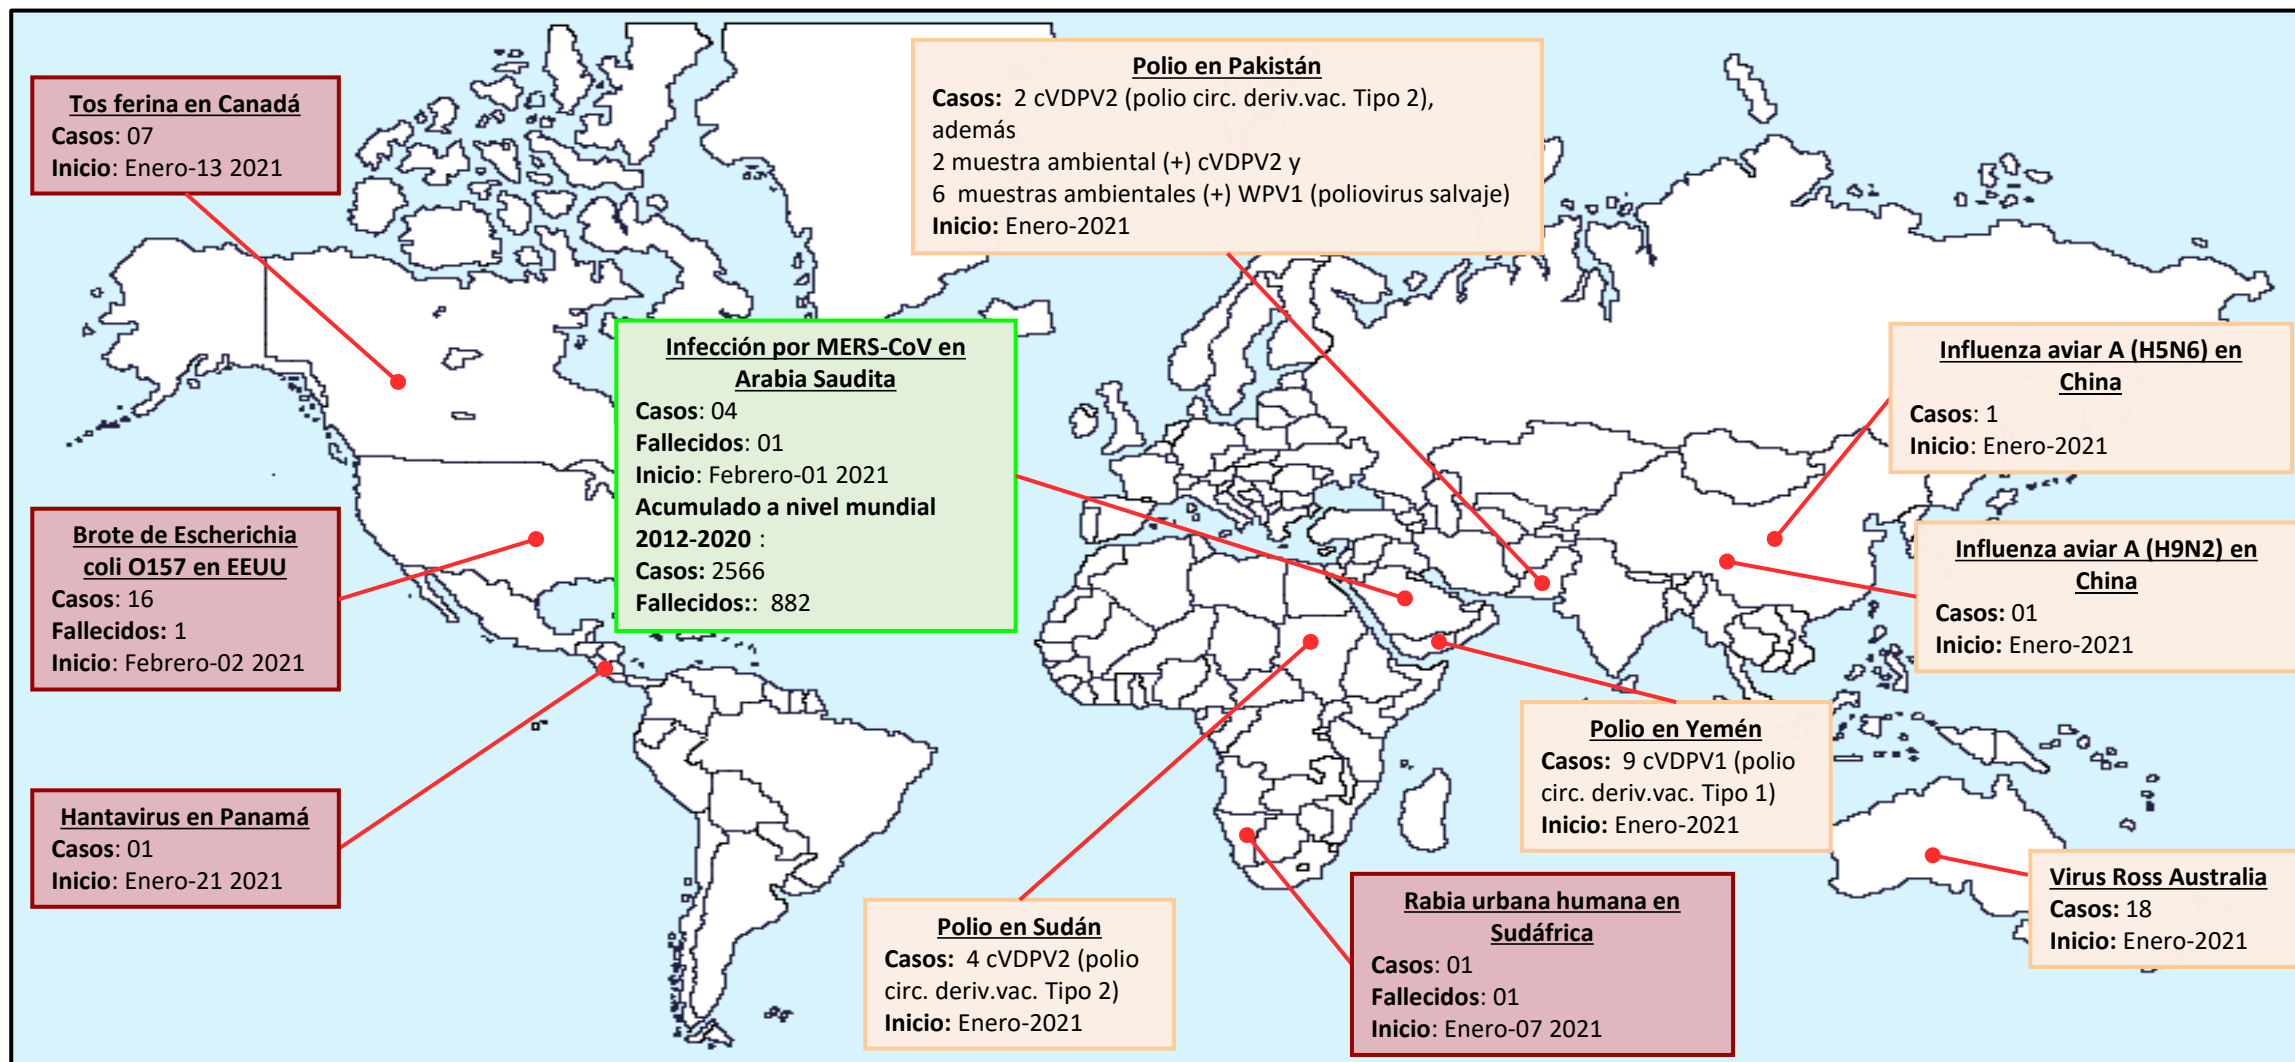 Tos ferina en Canadá
Casos: 07
Inicio: Enero-13 2021
Polio en Pakistán
Casos: 2 cVDPV2 (polio circ. deriv.vac. Tipo 2),
además
2 muestra ambiental (+) cVDPV2 y
6 muestras ambientales (+) WPV1 (poliovirus salvaje)
Inicio: Enero-2021
Infección por MERS-CoV en
Arabia Saudita
Casos: 04
Fallecidos: 01
Inicio: Febrero-01 2021
Acumulado a nivel mundial
2012-2020 :
Casos: 2566
Fallecidos:: 882
Influenza aviar A (H5N6) en
China
Casos: 1
Inicio: Enero-2021
Brote de Escherichia
coli O157 en EEUU
Casos: 16
Fallecidos: 1
Inicio: Febrero-02 2021
Influenza aviar A (H9N2) en
China
Casos: 01
Inicio: Enero-2021
Polio en Yemén
Casos: 9 cVDPV1 (polio
circ. deriv.vac. Tipo 1)
Inicio: Enero-2021
Hantavirus en Panamá
Casos: 01
Inicio: Enero-21 2021
Polio en Sudán
Casos: 4 cVDPV2 (polio
circ. deriv.vac. Tipo 2)
Inicio: Enero-2021
Rabia urbana humana en
Sudáfrica
Casos: 01
Fallecidos: 01
Inicio: Enero-07 2021
Virus Ross Australia
Casos: 18
Inicio: Enero-2021